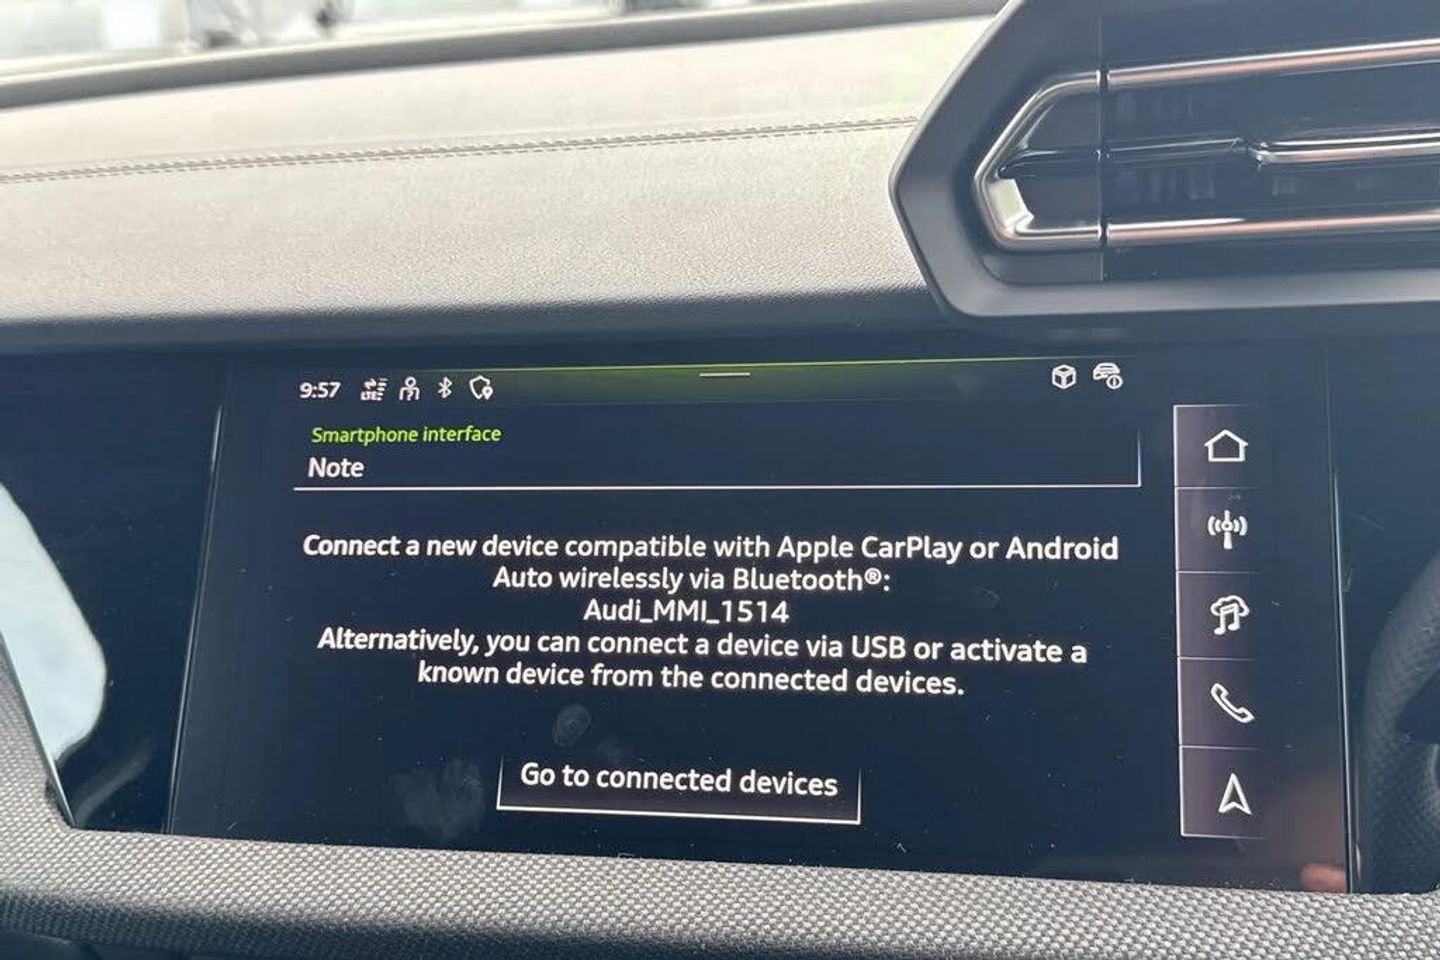 9:57 LTE
Smartphone interface
Note
Connect a new device compatible with Apple CarPlay or Android
Auto wirelessly via Bluetooth®:
Audi_MMI_1514
Alternatively, you can connect a device via USB or activate a
known device from the connected devices.
Go to connected devices